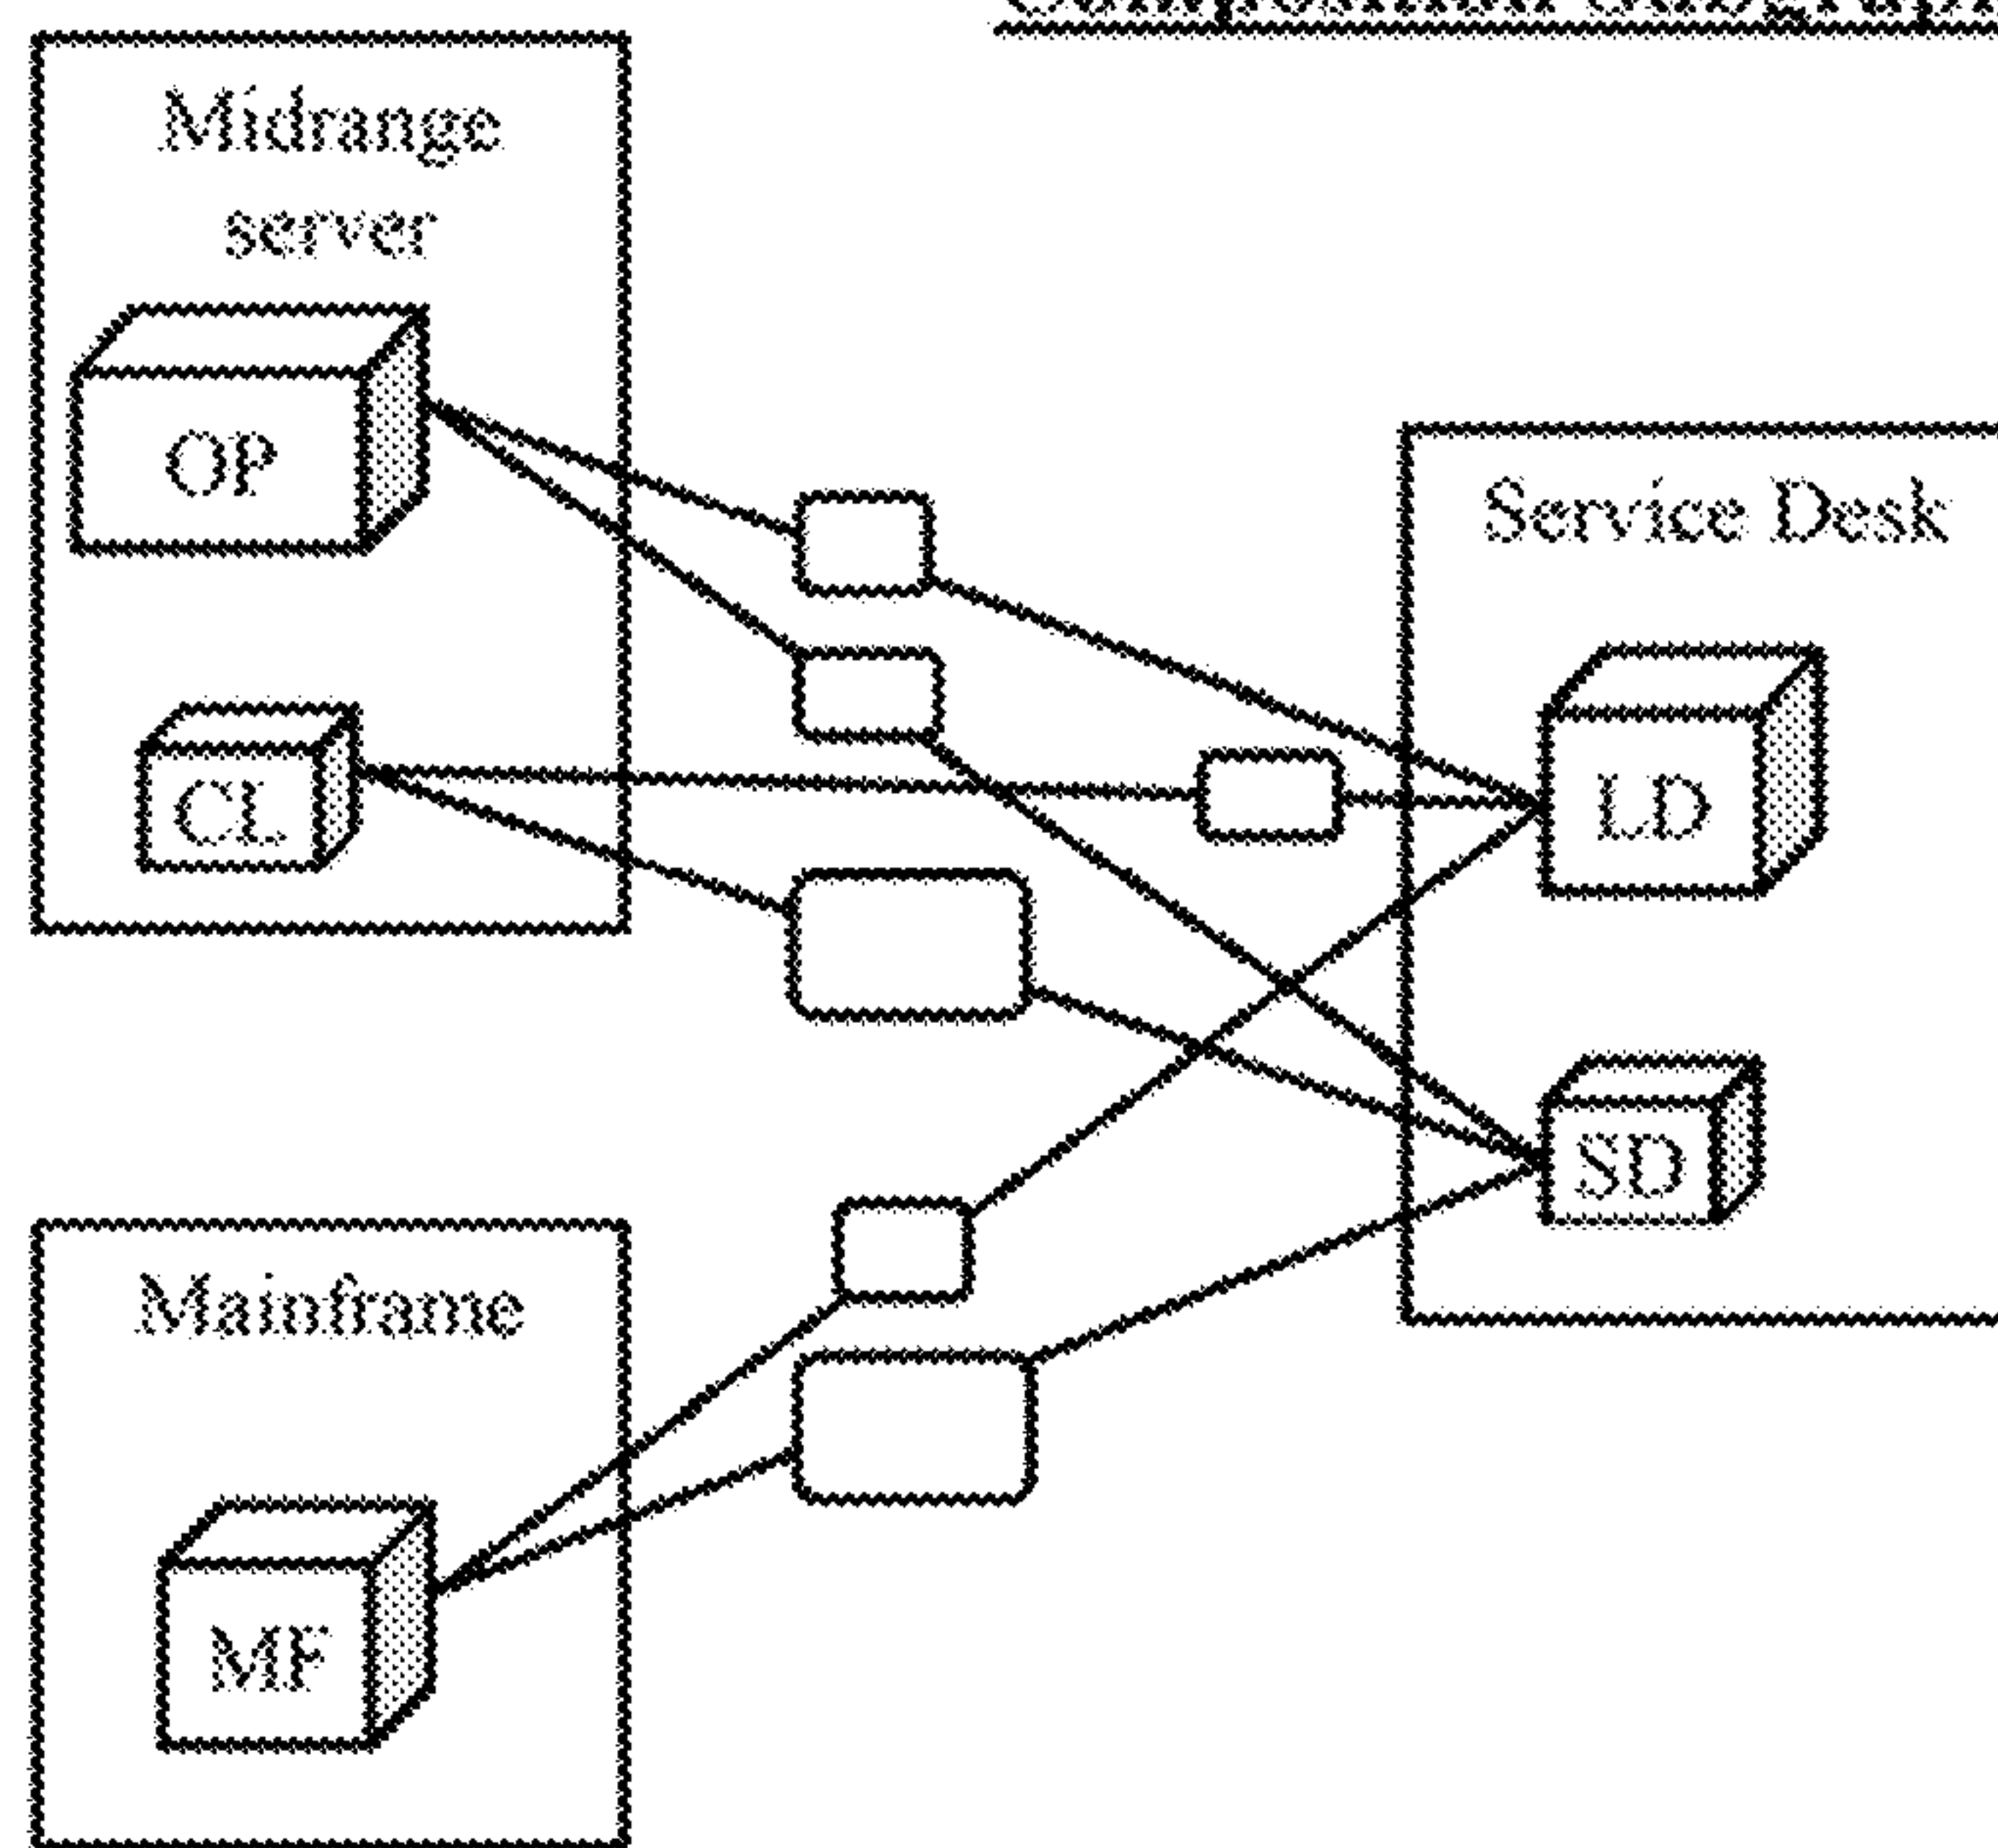 Midrange
server
OP
Service Desk
CL
LD
SD
Mainframe
MF